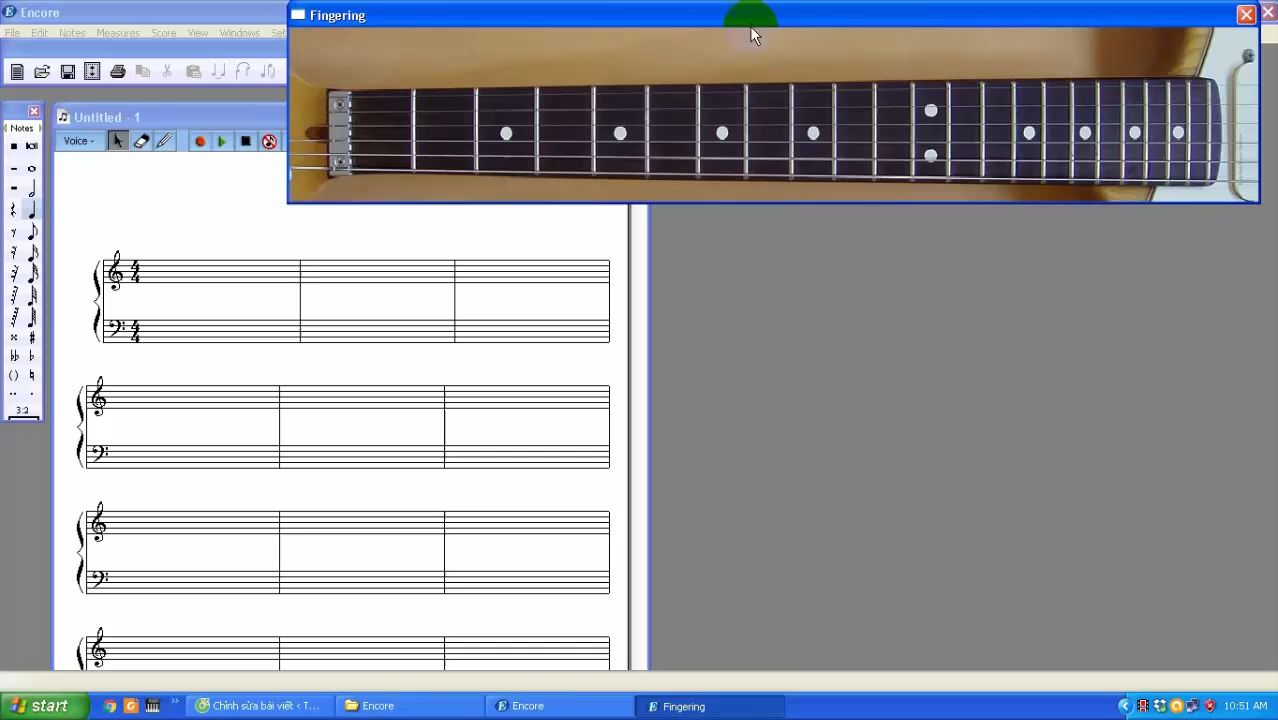 Encore
Fingering
File Edit Notes Measures Score View Windows
Untitled - 1
Notes
Voice -
3:2
start
Chỉnh sửa bài viết < T...
Encore
Encore
Fingering
10:51 AM